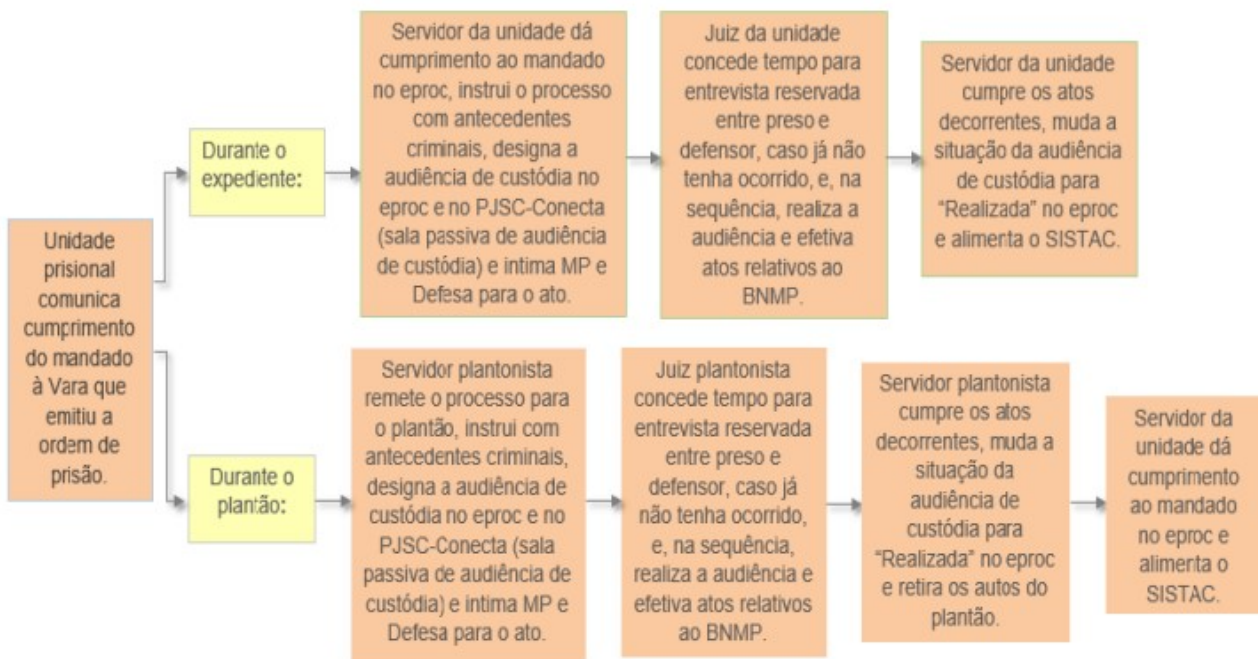 Unidade
prisional
comunica
cumprimento
do mandado
à Vara que
emitiu a
ordem de
prisão.
Durante o
expediente:
Servidor da unidade dá
cumprimento ao mandado
no eproc, instrui o processo
com antecedentes
criminais, designa a
audiência de custódia no
eproc e no PJSC-Conecta
(sala passiva de audiência
de custódia) e intima MP e
Defesa para o ato.
Juiz da unidade
concede tempo para
entrevista reservada
entre preso e
defensor, caso já não
tenha ocorrido, e, na
sequência, realiza a
audiência e efetiva
atos relativos ao
BNMP.
Servidor da unidade
cumpre os atos
decorrentes, muda a
situação da audiência
de custódia para
“Realizada” no eproc
e alimenta o SISTAC.
Durante o
plantão:
Servidor plantonista
remete o processo para
o plantão, instrui com
antecedentes criminais,
designa a audiência de
custódia no eproc e no
PJSC-Conecta (sala
passiva de audiência de
custódia) e intima MP e
Defesa para o ato.
Juiz plantonista
concede tempo para
entrevista reservada
entre preso e
defensor, caso já
não tenha ocorrido,
e, na sequência,
realiza a audiência e
efetiva atos relativos
ao BNMP.
Servidor plantonista
cumpre os atos
decorrentes, muda a
situação da
audiência de
custódia para
“Realizada” no eproc
e retira os autos do
plantão.
Servidor da
unidade dá
cumprimento
ao mandado
no eproc e
alimenta o
SISTAC.